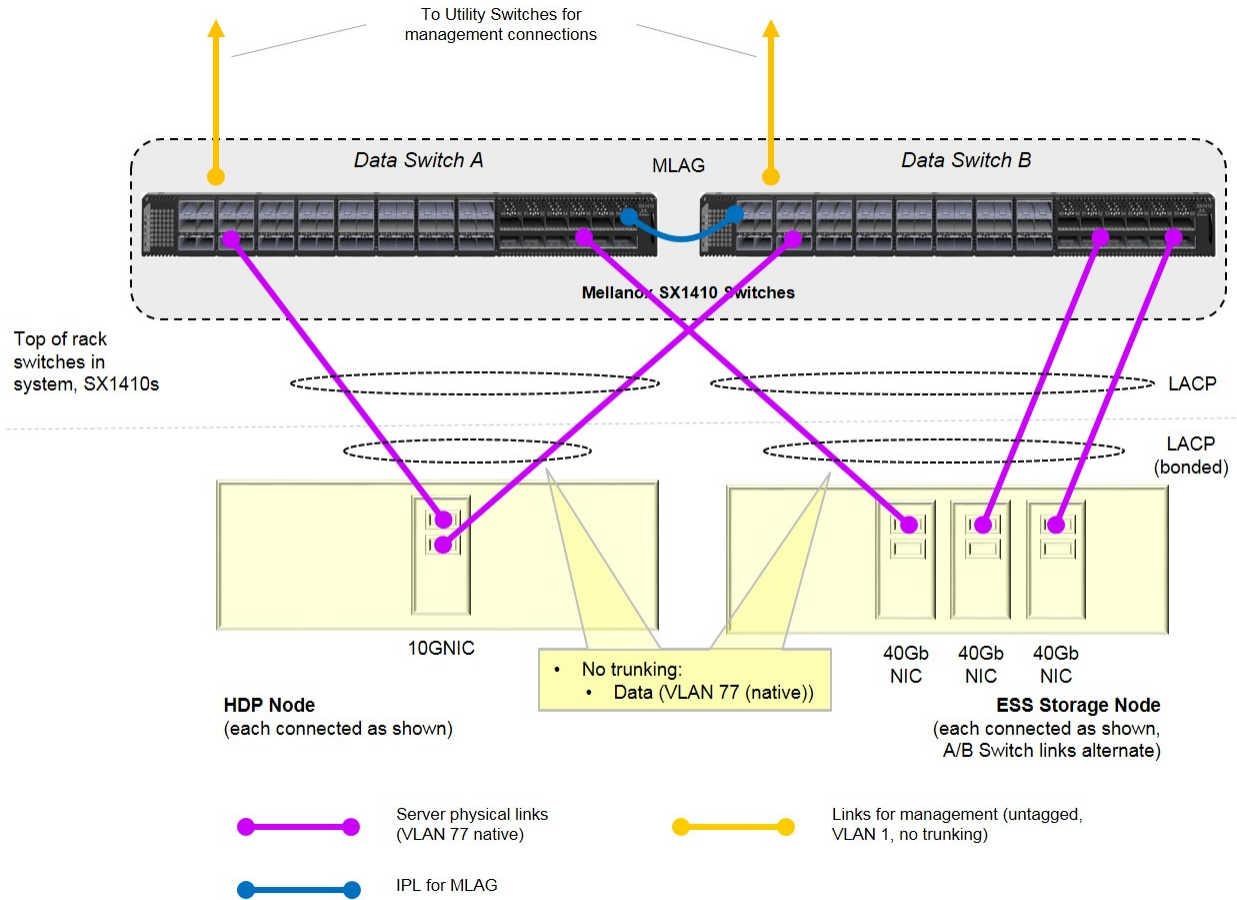 To Utility Switches for
management connections
Data Switch A
MLAG
Data Switch B
Mellanox SX1410 Switches
Top of rack
switches in
system, SX1410s
LACP
LACP
(bonded)
10GNIC
40Gb
NIC
40Gb
NIC
40Gb
NIC
• No trunking:
• Data (VLAN 77 (native))
HDP Node
(each connected as shown)
ESS Storage Node
(each connected as shown,
A/B Switch links alternate)
Server physical links
(VLAN 77 native)
Links for management (untagged,
VLAN 1, no trunking)
IPL for MLAG